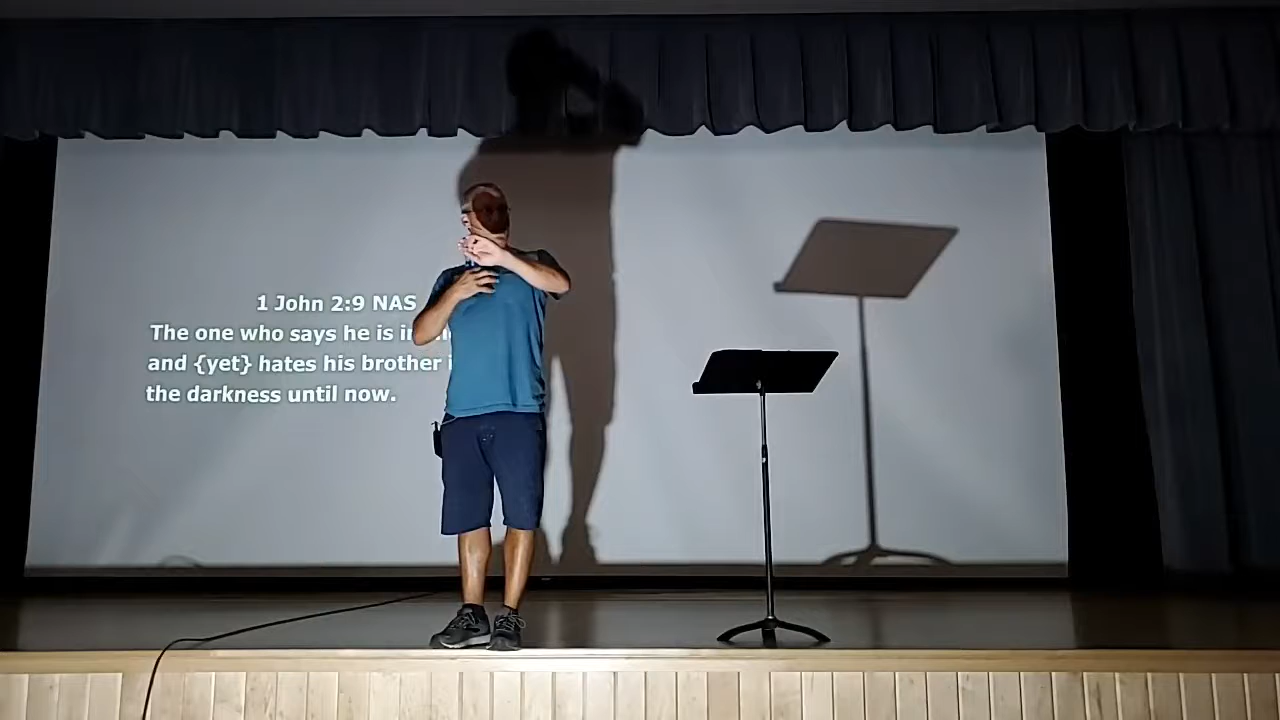 1 John 2:9 NAS
The one who says he is in
and {yet} hates his brother
the darkness until now.